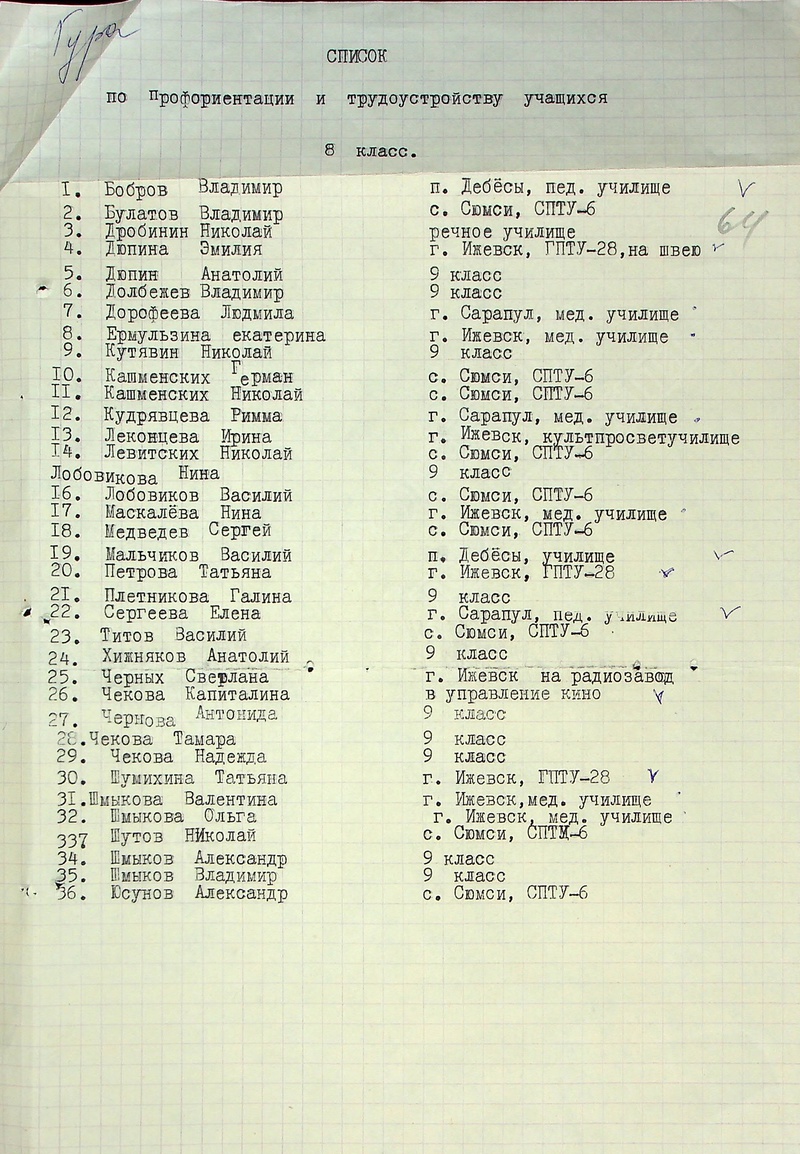 Гура
СПИСОК
по Профориентации и трудоустройству учащихся
8 класс.
I. Бобров Владимир п. Дебёсы, пед. училище
2. Булатов Владимир с. Сюмси, СПТУ-6
64
3. Дробинин Николай речное училище
4. Дюпина Эмилия г. Ижевск, ГПТУ-28,на швею
5. Дюпин Анатолий 9 класс
6. Долбежев Владимир 9 класс
7. Дорофеева Людмила г. Сарапул, мед. училище
8. Ермульзина екатерина г. Ижевск, мед. училище
9. Кутявин Николай 9 класс
IO. Кашменских Герман с. Сюмси, СПТУ-6
II. Кашменских Николай с. Сюмси, СПТУ-6
I2. Кудрявцева Римма г. Сарапул, мед. училище
I3. Леконцева Ирина г. Ижевск, культпросветучилище
I4. Левитских Николай с. Сюмси, СПТУ-6
Лобовикова Нина 9 класс
I6. Лобовиков Василий с. Сюмси, СПТУ-6
I7. Маскалёва Нина г. Ижевск, мед. училище
I8. Медведев Сергей с. Сюмси, СПТУ-6
I9. Мальчиков Василий п. Дебёсы, училище
20. Петрова Татьяна г. Ижевск, ГПТУ-28
2I. Плетникова Галина 9 класс
22. Сергеева Елена г. Сарапул, пед. училище
23. Титов Василий с. Сюмси, СПТУ-6
24. Хижняков Анатолий 9 класс
25. Черных Светлана г. Ижевск на радиозавод
26. Чекова Капиталина в управление кино
27. Чернова Антонида 9 класс
28.Чекова Тамара 9 класс
29. Чекова Надежда 9 класс
30. Шумихина Татьяна г. Ижевск, ГПТУ-28
3I.Шмыкова Валентина г. Ижевск,мед. училище
32. Шмыкова Ольга г. Ижевск, мед. училище
337 Шутов НИколай с. Сюмси, СПТУ-6
34. Шмыков Александр 9 класс
35. Шмыков Владимир 9 класс
36. Юсунов Александр с. Сюмси, СПТУ-6